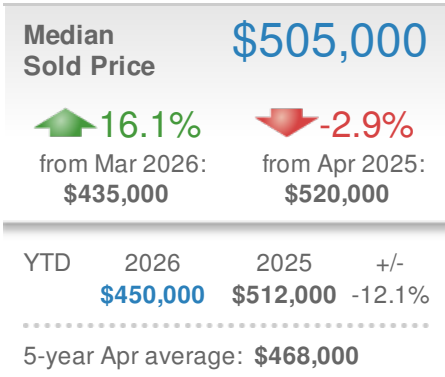 Median $505,000
Sold Price
16.1% -2.9%
from Mar 2026: from Apr 2025:
$435,000 $520,000
YTD 2026 2025 +/-
$450,000 $512,000 -12.1%
5-year Apr average: $468,000